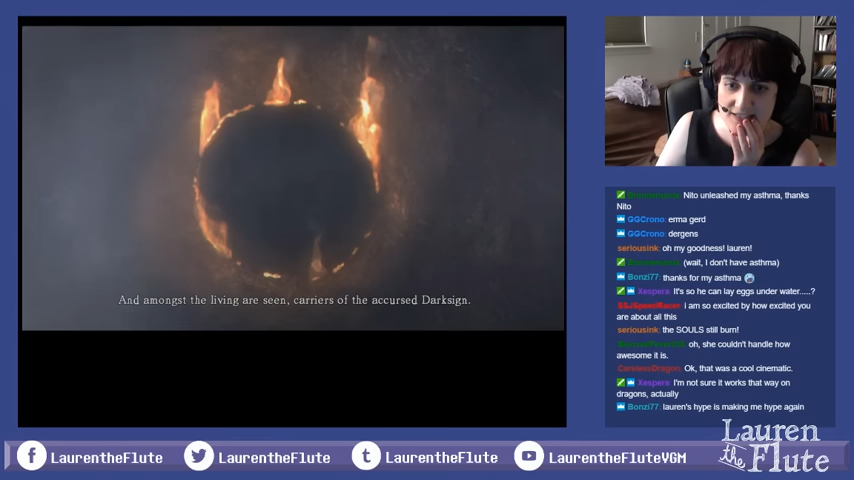 And amongst the living are seen, carriers of the accursed Darksign.
Nito unleashed my asthma, thanks
Nito
GGCrono: erma gerd
GGCrono: dergens
seriousink: oh my goodness! lauren!
(wait, I don't have asthma)
Bonzi77: thanks for my asthma
Xespera: It's so he can lay eggs under water.....?
i am so excited by how excited you
are about all this
seriousink: the SOULS still burn!
oh, she couldn't handle how
awesome it is.
CarelessDragon: Ok, that was a cool cinematic.
Xespera: I'm not sure it works that way on
dragons, actually
Bonzi77: lauren's hype is making me hype again
Lauren
the Flute
LaurentheFlute
LaurentheFlute
LaurentheFlute
LaurentheFluteVGM